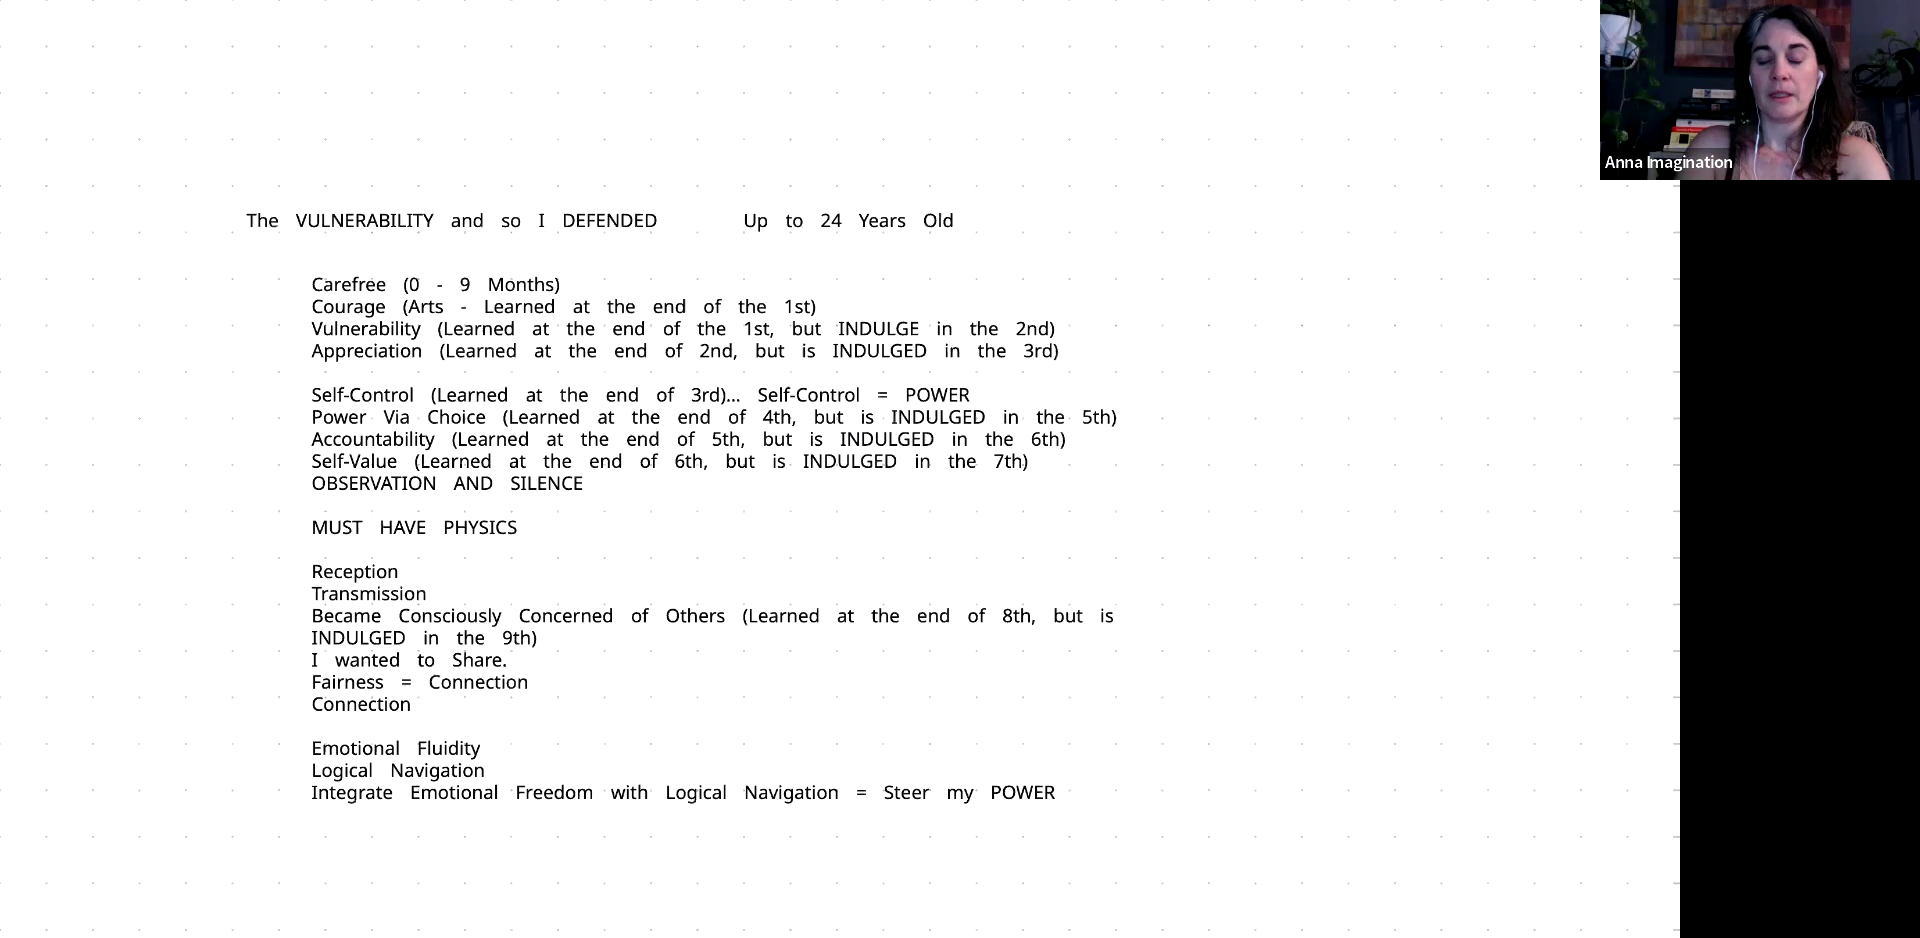 Anna Imagination
The VULNERABILITY and so I DEFENDED Up to 24 Years Old
Carefree (0 - 9 Months)
Courage (Arts - Learned at the end of the 1st)
Vulnerability (Learned at the end of the 1st, but INDULGE in the 2nd)
Appreciation (Learned at the end of 2nd, but is INDULGED in the 3rd)
Self-Control (Learned at the end of 3rd)... Self-Control = POWER
Power Via Choice (Learned at the end of 4th, but is INDULGED in the 5th)
Accountability (Learned at the end of 5th, but is INDULGED in the 6th)
Self-Value (Learned at the end of 6th, but is INDULGED in the 7th)
OBSERVATION AND SILENCE
MUST HAVE PHYSICS
Reception
Transmission
Became Consciously Concerned of Others (Learned at the end of 8th, but is
INDULGED in the 9th)
I wanted to Share.
Fairness = Connection
Connection
Emotional Fluidity
Logical Navigation
Integrate Emotional Freedom with Logical Navigation = Steer my POWER